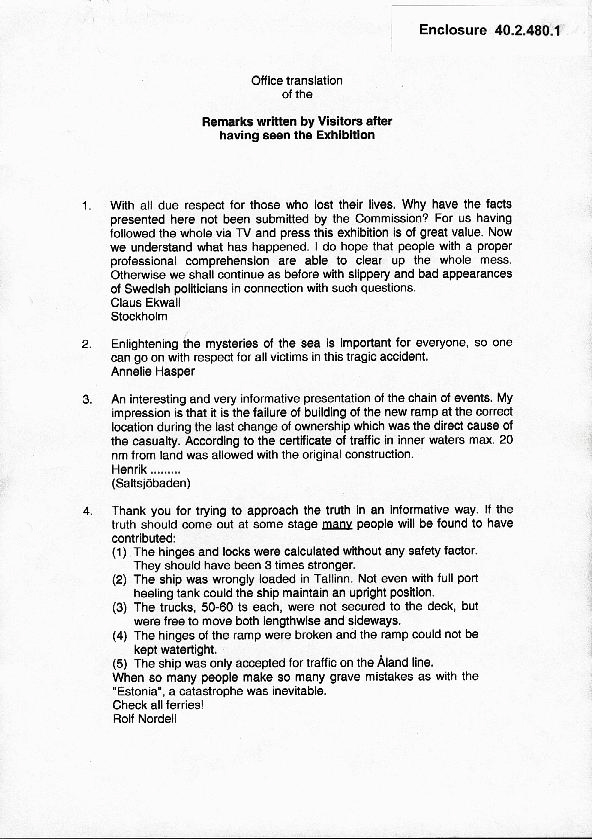 Enclosure 40.2.480.1
Office translation
of the
Remarks written by Visitors after
having seen the Exhibition
1. With all due respect for those who lost their lives. Why have the facts
presented here not been submitted by the Commission? For us having
followed the whole via TV and press this exhibition is of great value. Now
we understand what has happened. I do hope that people with a proper
professional comprehension are able to clear up the whole mess.
Otherwise we shall continue as before with slippery and bad appearances
of Swedish politicians in connection with such questions.
Claus Ekwall
Stockholm
2. Enlightening the mysteries of the sea is important for everyone, so one
can go on with respect for all victims in this tragic accident.
Annelie Hasper
3. An interesting and very informative presentation of the chain of events. My
impression is that it is the failure of building of the new ramp at the correct
location during the last change of ownership which was the direct cause of
the casualty. According to the certificate of traffic in inner waters max. 20
nm from land was allowed with the original construction.
Henrik .........
(Saltsjöbaden)
4. Thank you for trying to approach the truth in an informative way. If the
truth should come out at some stage many people will be found to have
contributed:
(1) The hinges and locks were calculated without any safety factor.
They should have been 3 times stronger.
(2) The ship was wrongly loaded in Tallinn. Not even with full port
heeling tank could the ship maintain an upright position.
(3) The trucks, 50-60 ts each, were not secured to the deck, but
were free to move both lengthwise and sideways.
(4) The hinges of the ramp were broken and the ramp could not be
kept watertight.
(5) The ship was only accepted for traffic on the Åland line.
When so many people make so many grave mistakes as with the
"Estonia", a catastrophe was inevitable.
Check all ferries!
Rolf Nordell